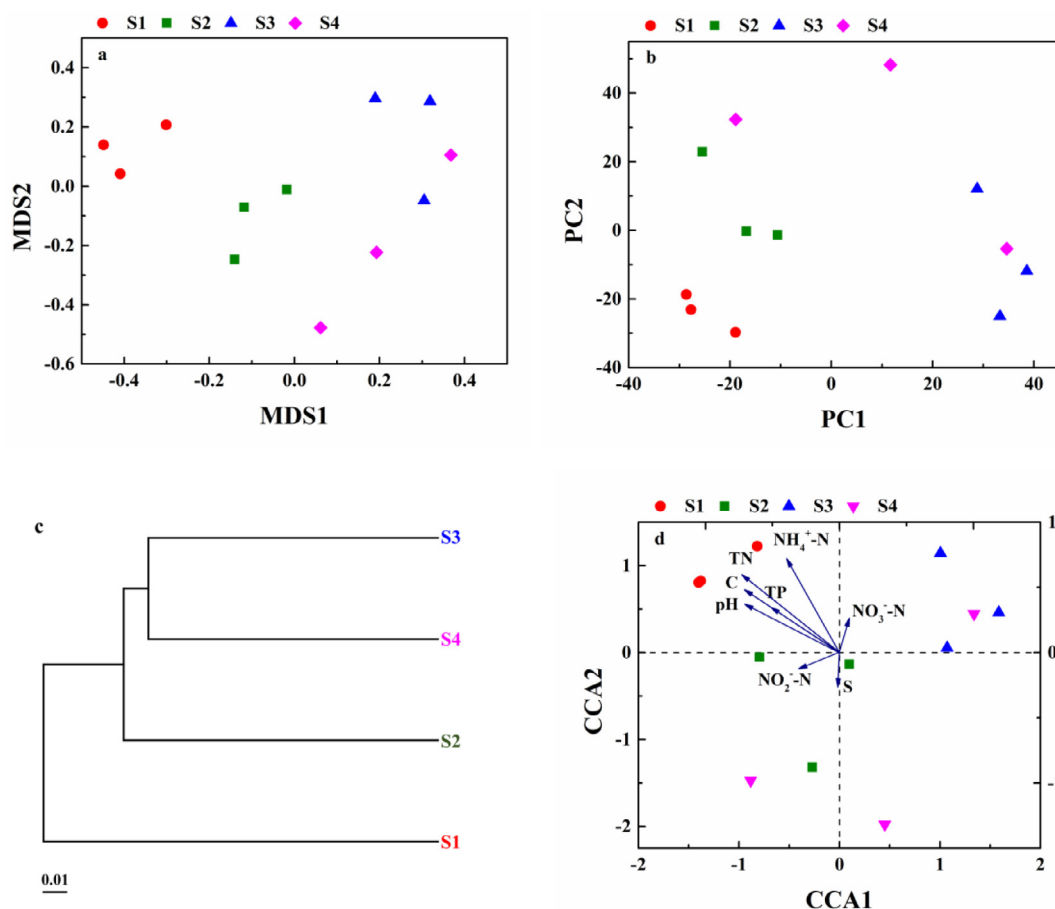 S1 S2 S3 S4
a
0.4
0.2
0.0
-0.2
-0.4
-0.6
MDS2
-0.4 -0.2 0.0 0.2 0.4
MDS1
S1 S2 S3 S4
b
40
20
0
-20
-40
PC2
-40 -20 0 20 40
PC1
c
S3
S4
S2
S1
0.01
S1 S2 S3 S4
d
1
0
-1
-2
CCA2
NH₄⁺-N
TN
C
TP
pH
NO₃⁻-N
NO₂⁻-N
S
1
0
-
-2 -1 0 1 2
CCA1